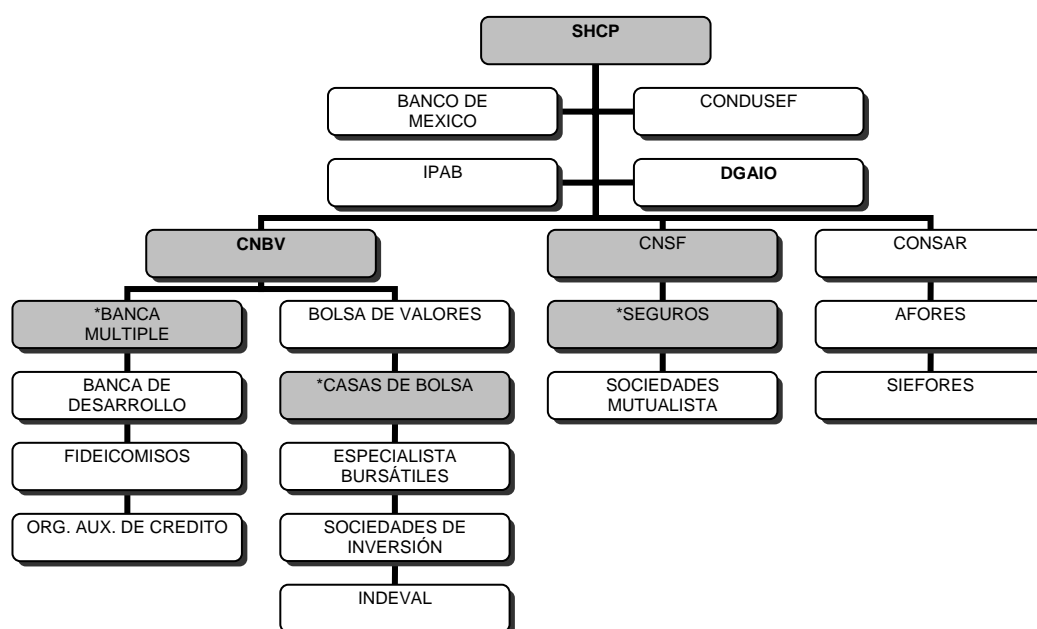 SHCP
BANCO DE
MEXICO
CONDUSEF
IPAB
DGAIO
CNBV
CNSF
CONSAR
*BANCA
MULTIPLE
BOLSA DE VALORES
*SEGUROS
AFORES
BANCA DE
DESARROLLO
*CASAS DE BOLSA
SOCIEDADES
MUTUALISTA
SIEFORES
FIDEICOMISOS
ESPECIALISTA
BURSÁTILES
ORG. AUX. DE CREDITO
SOCIEDADES DE
INVERSIÓN
INDEVAL